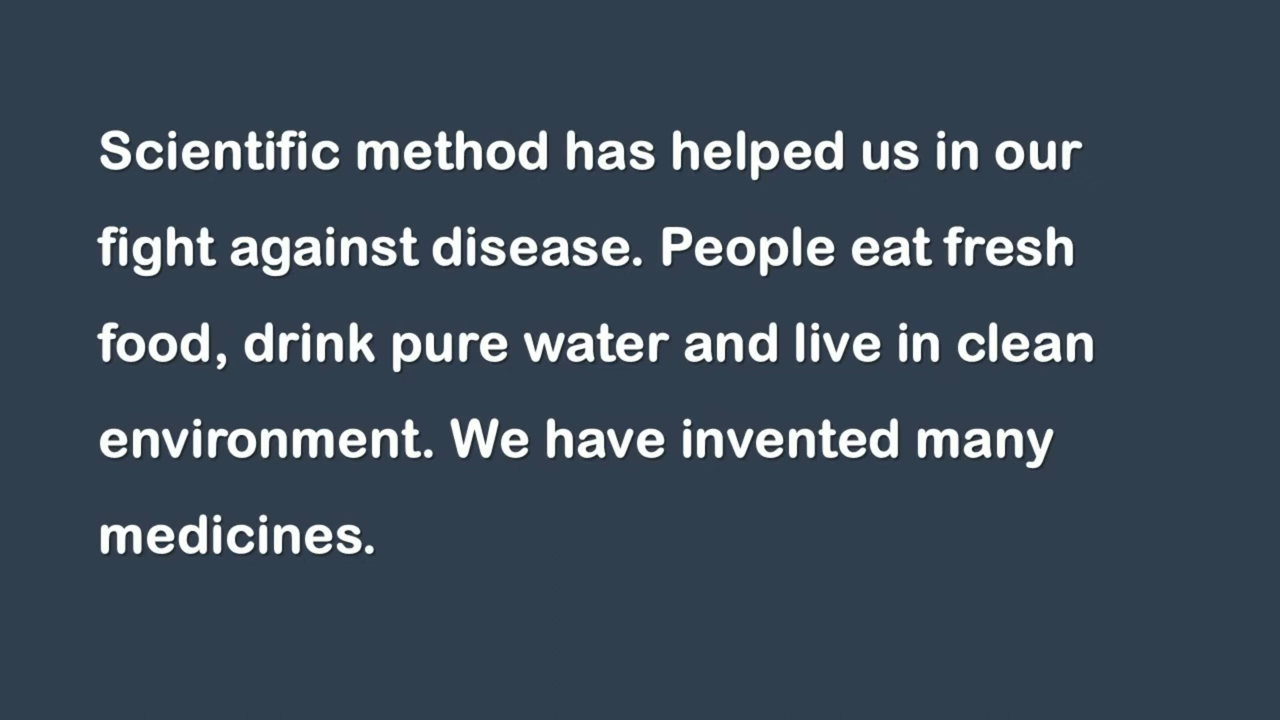 Scientific method has helped us in our
fight against disease. People eat fresh
food, drink pure water and live in clean
environment. We have invented many
medicines.